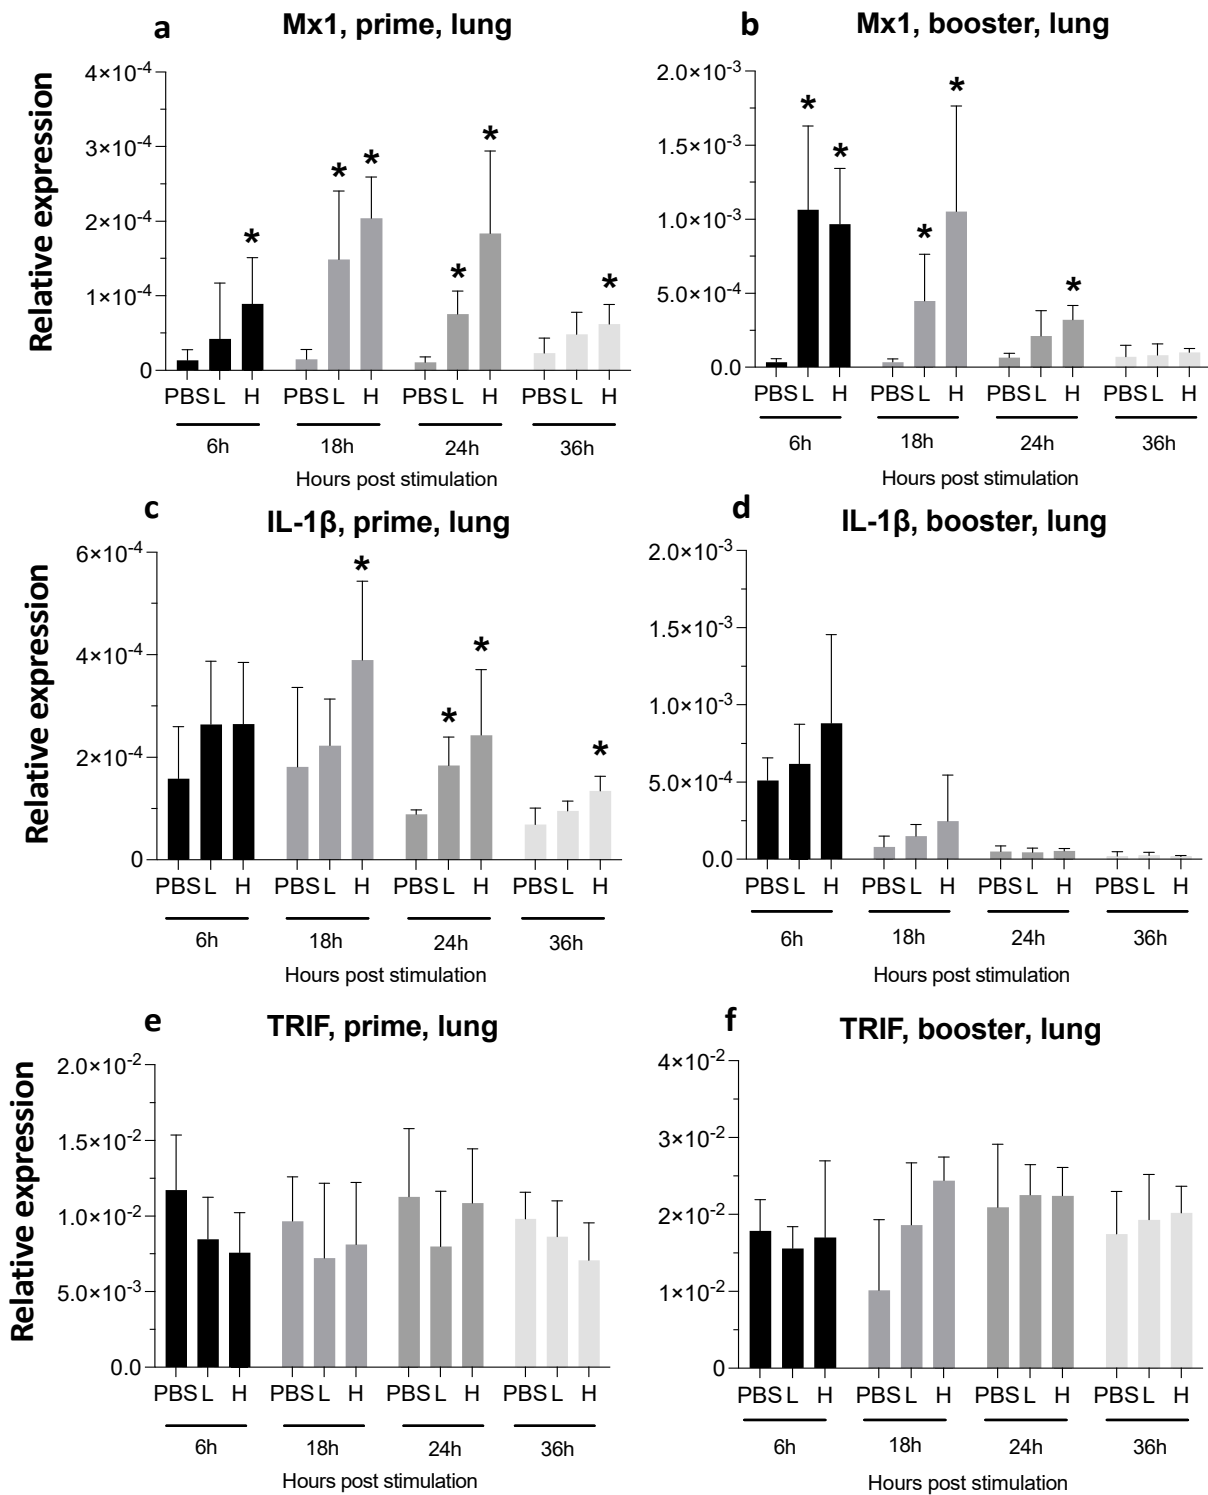 a
Mx1, prime, lung
Relative expression
4×10⁻⁴
3×10⁻⁴
2×10⁻⁴
1×10⁻⁴
0
* * * * * *
PBS L H PBS L H PBS L H PBS L H
6h 18h 24h 36h
Hours post stimulation
b
Mx1, booster, lung
2.0×10⁻³
1.5×10⁻³
1.0×10⁻³
5.0×10⁻⁴
0.0
* * * * *
PBS L H PBS L H PBS L H PBS L H
6h 18h 24h 36h
Hours post stimulation
c
IL-1β, prime, lung
Relative expression
6×10⁻⁴
4×10⁻⁴
2×10⁻⁴
0
* * * *
PBS L H PBS L H PBS L H PBS L H
6h 18h 24h 36h
Hours post stimulation
d
IL-1β, booster, lung
2.0×10⁻³
1.5×10⁻³
1.0×10⁻³
5.0×10⁻⁴
0.0
PBS L H PBS L H PBS L H PBS L H
6h 18h 24h 36h
Hours post stimulation
e
TRIF, prime, lung
Relative expression
2.0×10⁻²
1.5×10⁻²
1.0×10⁻²
5.0×10⁻³
0.0
PBS L H PBS L H PBS L H PBS L H
6h 18h 24h 36h
Hours post stimulation
f
TRIF, booster, lung
4×10⁻²
3×10⁻²
2×10⁻²
1×10⁻²
0
PBS L H PBS L H PBS L H PBS L H
6h 18h 24h 36h
Hours post stimulation